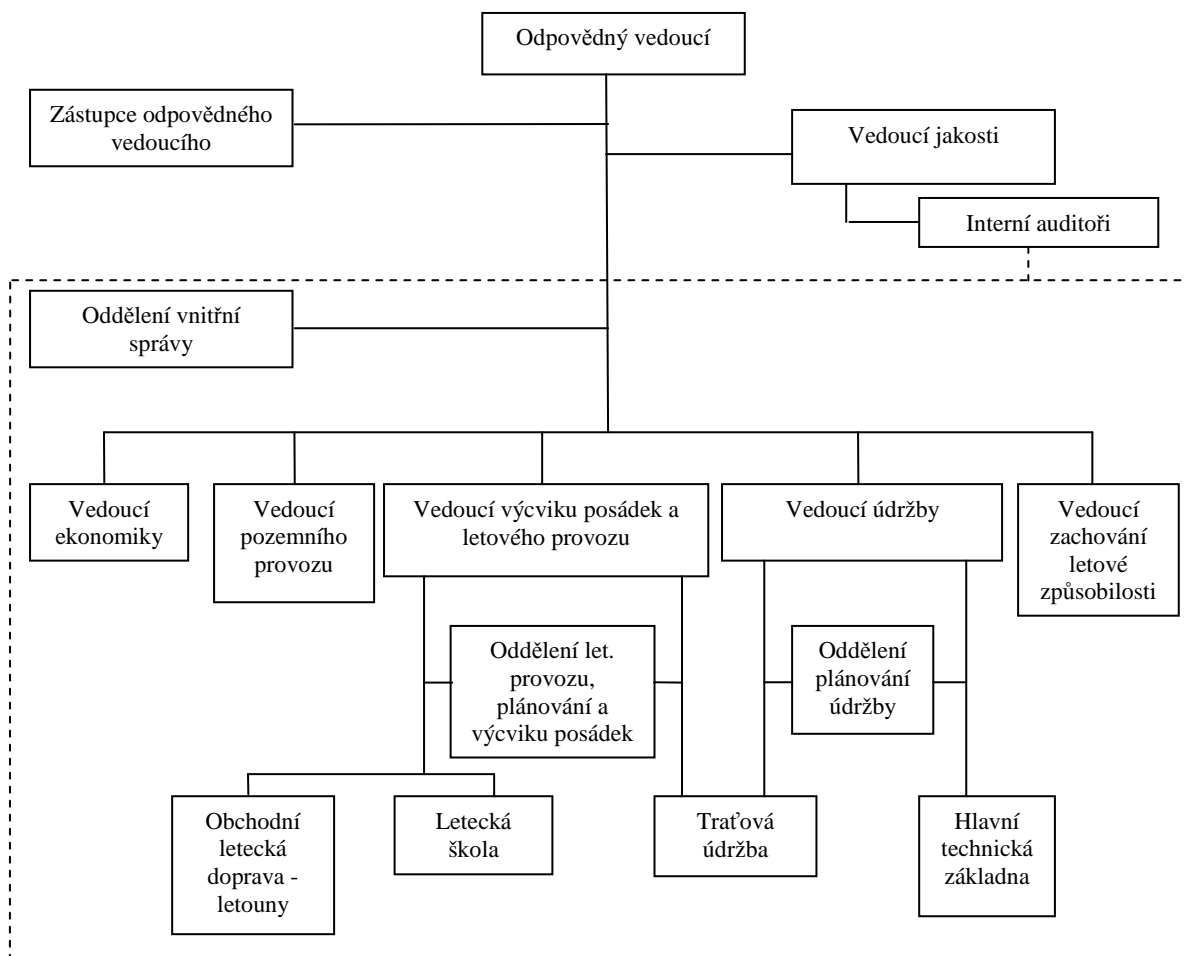 Odpovědný vedoucí
Zástupce odpovědného
vedoucího
Vedoucí jakosti
Interní auditoři
Oddělení vnitřní
správy
Vedoucí
ekonomiky
Vedoucí
pozemního
provozu
Vedoucí výcviku posádek a
letového provozu
Vedoucí údržby
Vedoucí
zachování
letové
způsobilosti
Oddělení let.
provozu,
plánování a
výcviku posádek
Oddělení
plánování
údržby
Obchodní
letecká
doprava -
letouny
Letecká
škola
Traťová
údržba
Hlavní
technická
základna